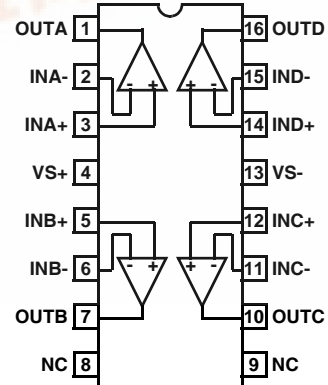 OUTA 1 16 OUTD
INA- 2 - + + - 15 IND-
INA+ 3 14 IND+
VS+ 4 13 VS-
INB+ 5 12 INC+
INB- 6 - + + - 11 INC-
OUTB 7 10 OUTC
NC 8 9 NC